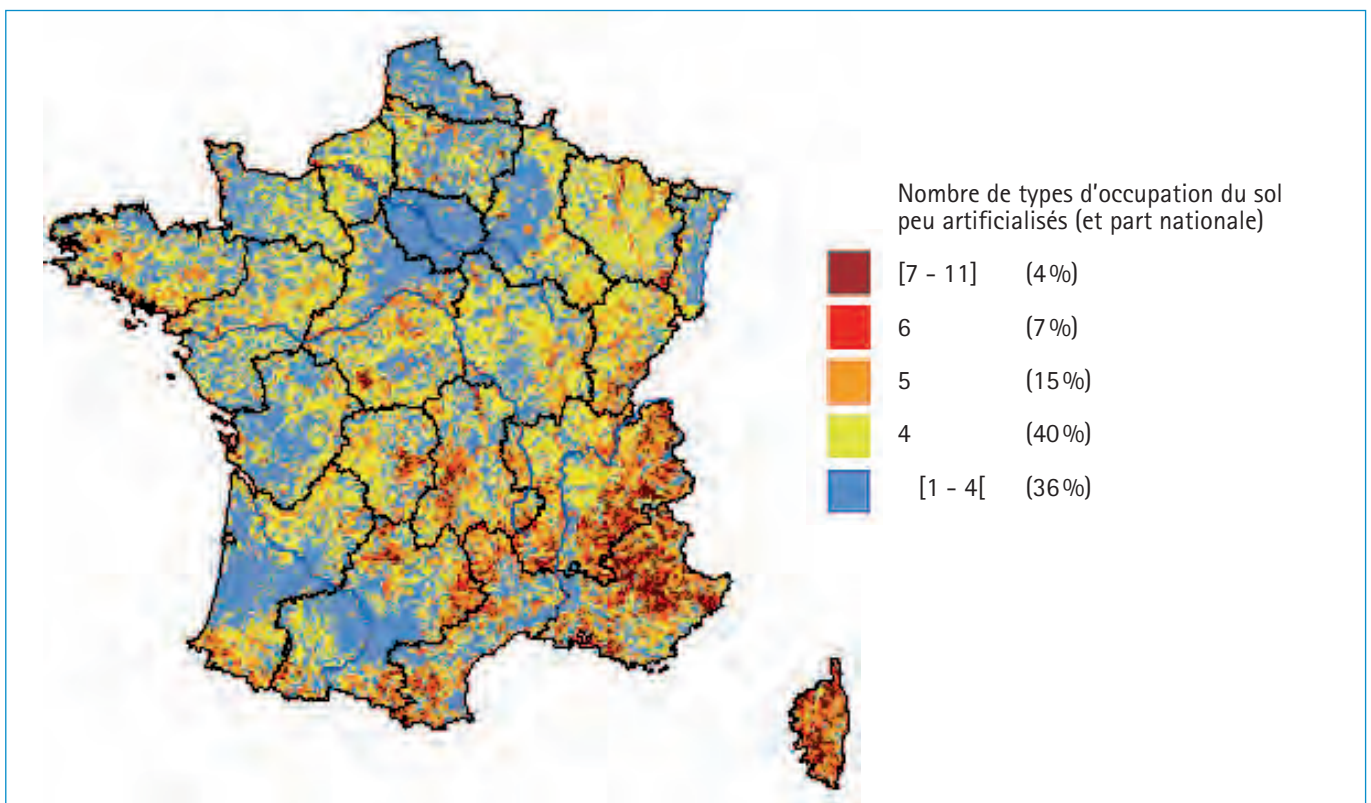 Nombre de types d'occupation du sol
peu artificialisés (et part nationale)
[7 - 11] (4 %)
6 (7 %)
5 (15 %)
4 (40 %)
[1 - 4[ (36 %)